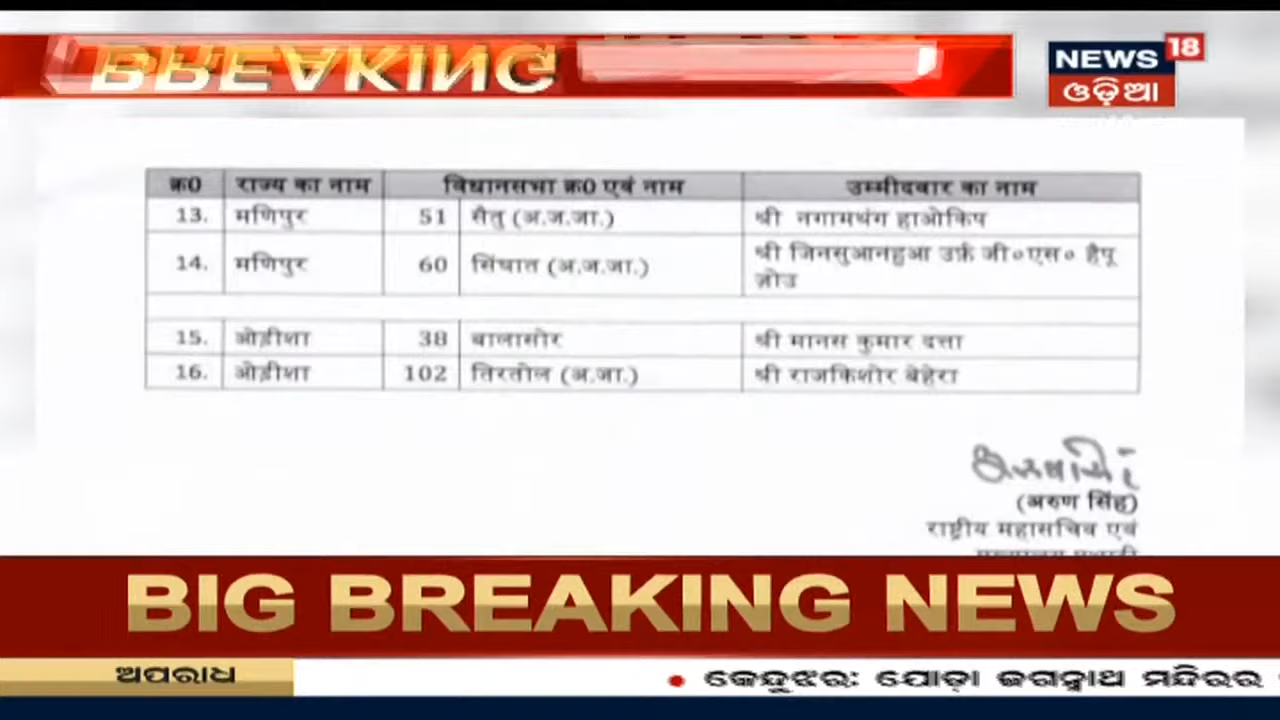 BREAKING
NEWS 18
ଓଡ଼ିଆ
क्र0 राज्य का नाम विधानसभा क्र0 एवं नाम उम्मीदवार का नाम
13. मणिपुर 51 सैतु (अ.ज.जा.) श्री नगामथंग हाओकिप
14. मणिपुर 60 सिंघात (अ.ज.जा.) श्री जिनसुआनहुआ उर्फ़ जी०एस० हैपू
ज़ोउ
15. ओड़ीशा 38 बालासोर श्री मानस कुमार दत्ता
16. ओड़ीशा 102 तिरतोल (अ.जा.) श्री राजकिशोर बेहेरा
(अरुण सिंह)
राष्ट्रीय महासचिव एवं
BIG BREAKING NEWS
ଅପରାଧ
• କେନ୍ଦୁଝର: ଯୋଡ଼ା ଜଗନ୍ନାଥ ମନ୍ଦିରର